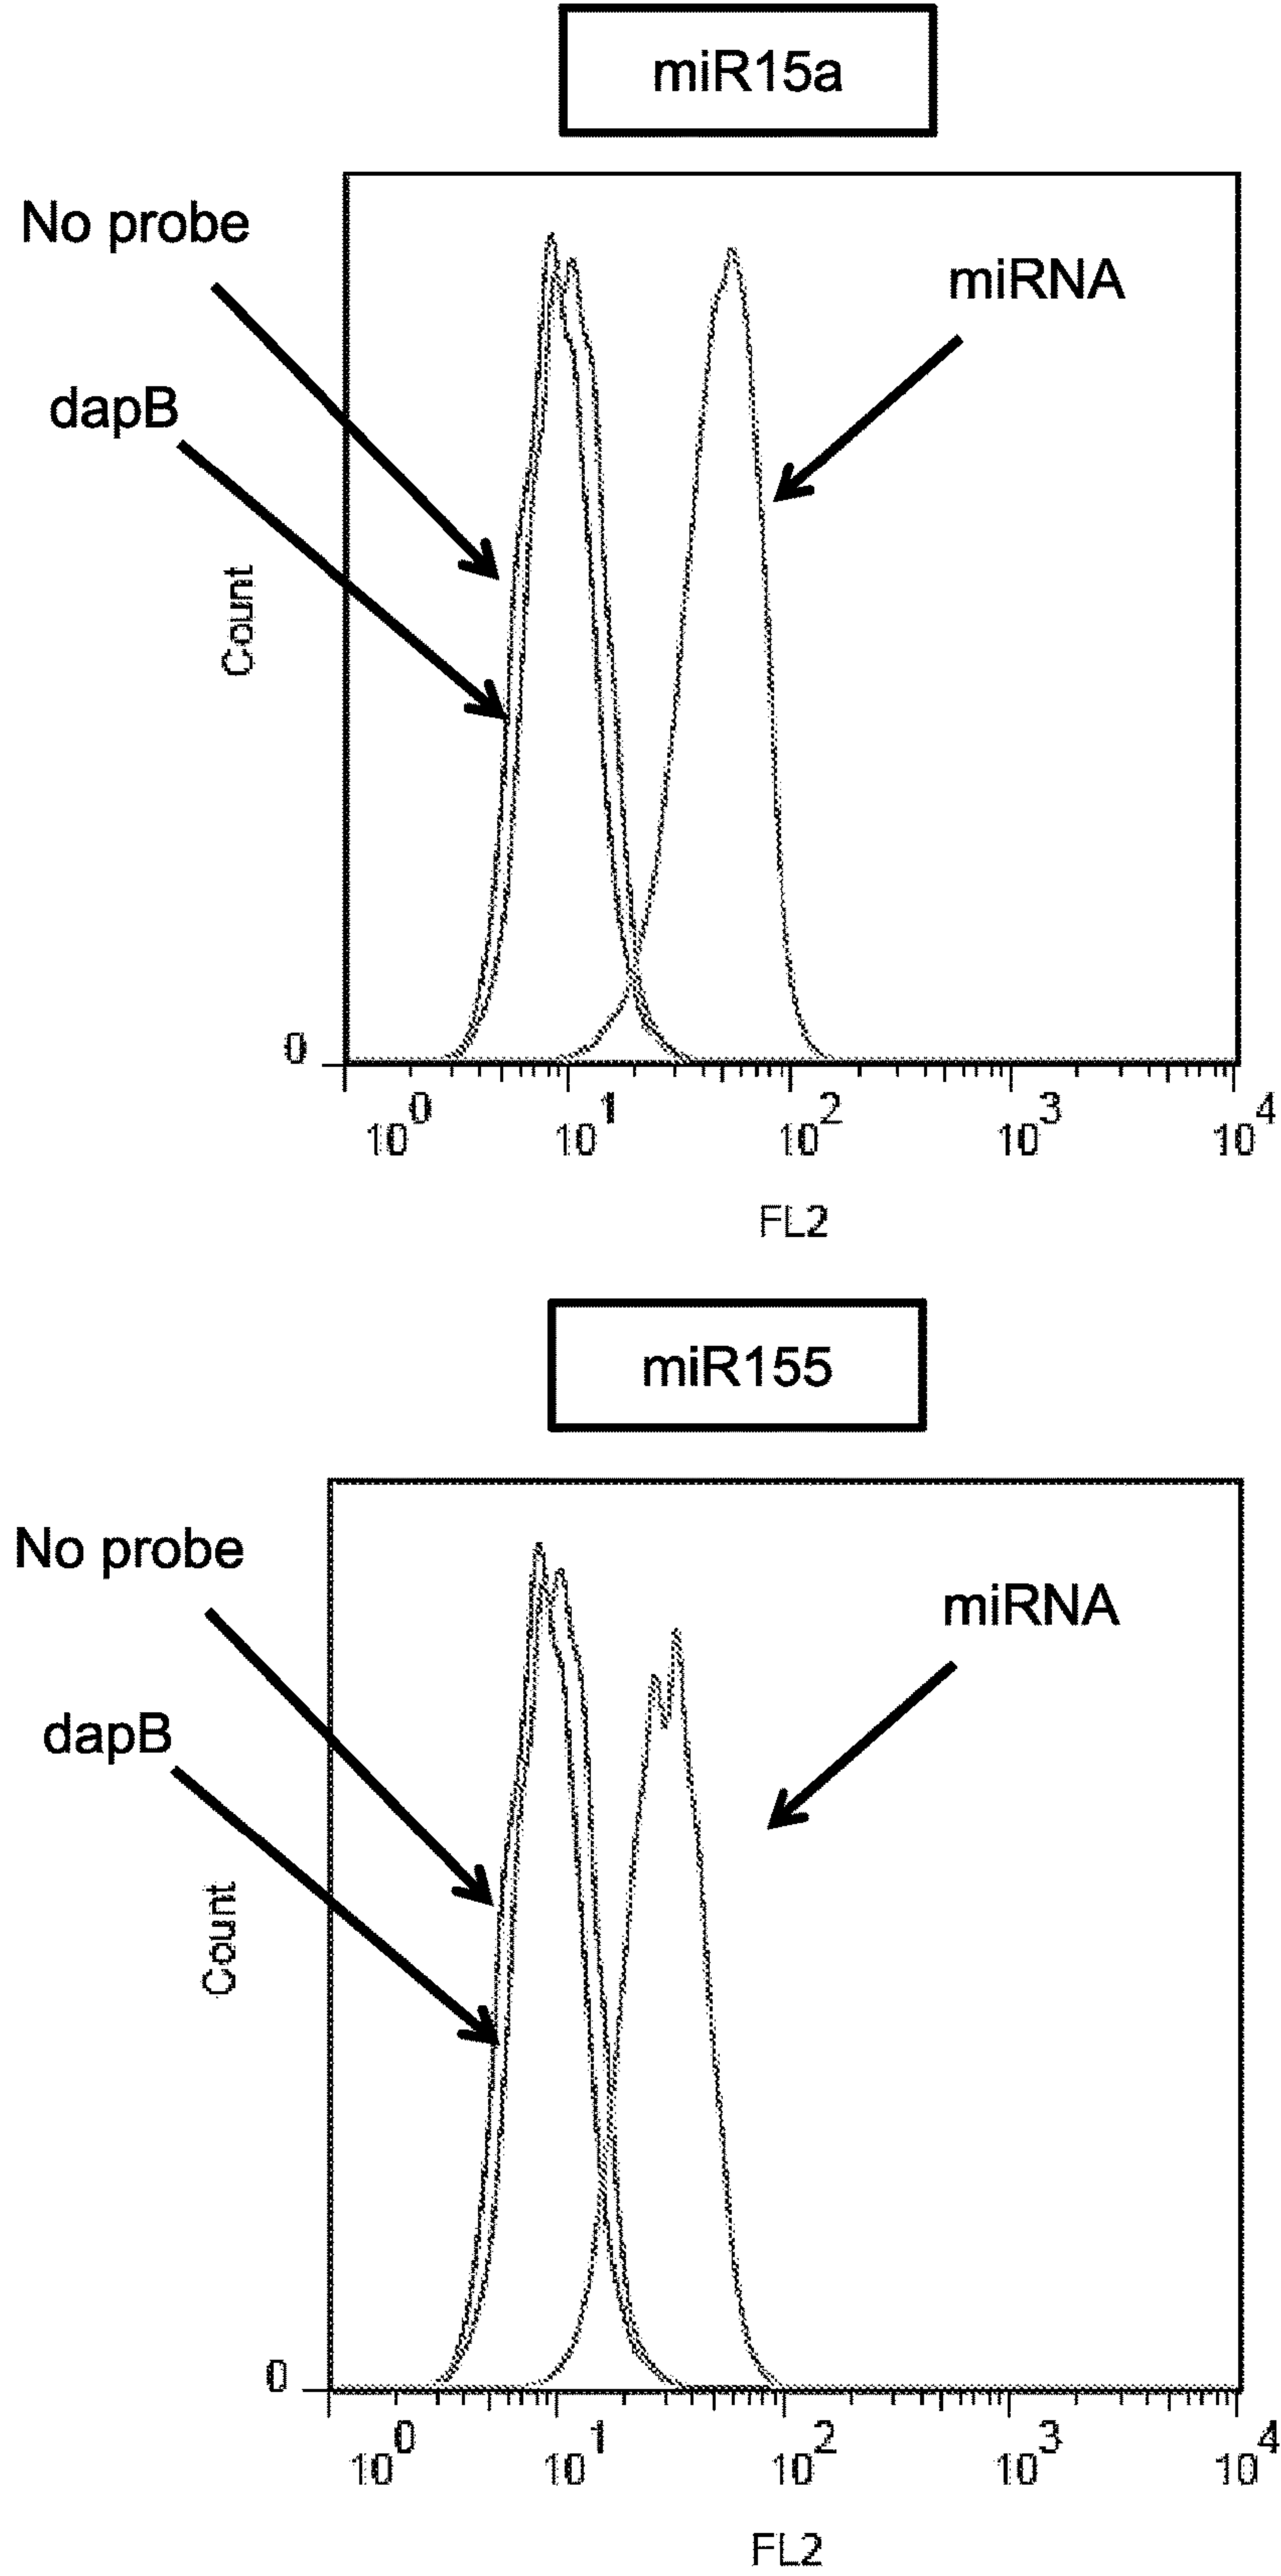 miR15a
No probe
miRNA
dapB
Count
0
10^0 10^1 10^2 10^3 10^4
FL2
miR155
No probe
miRNA
dapB
Count
0
10^0 10^1 10^2 10^3 10^4
FL2